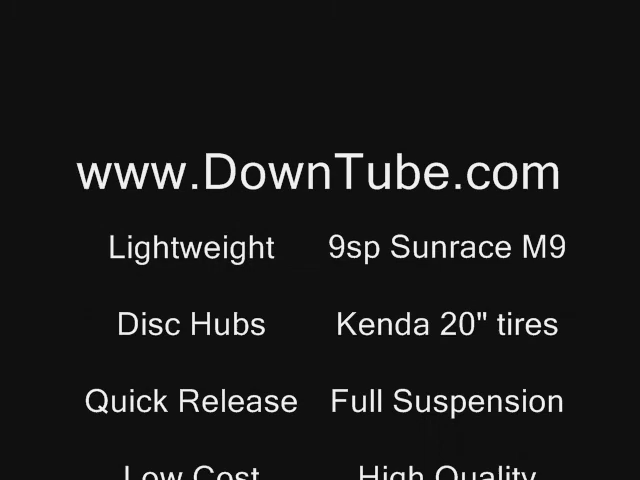 www.DownTube.com
Lightweight 9sp Sunrace M9
Disc Hubs Kenda 20" tires
Quick Release Full Suspension
Low Cost High Quality